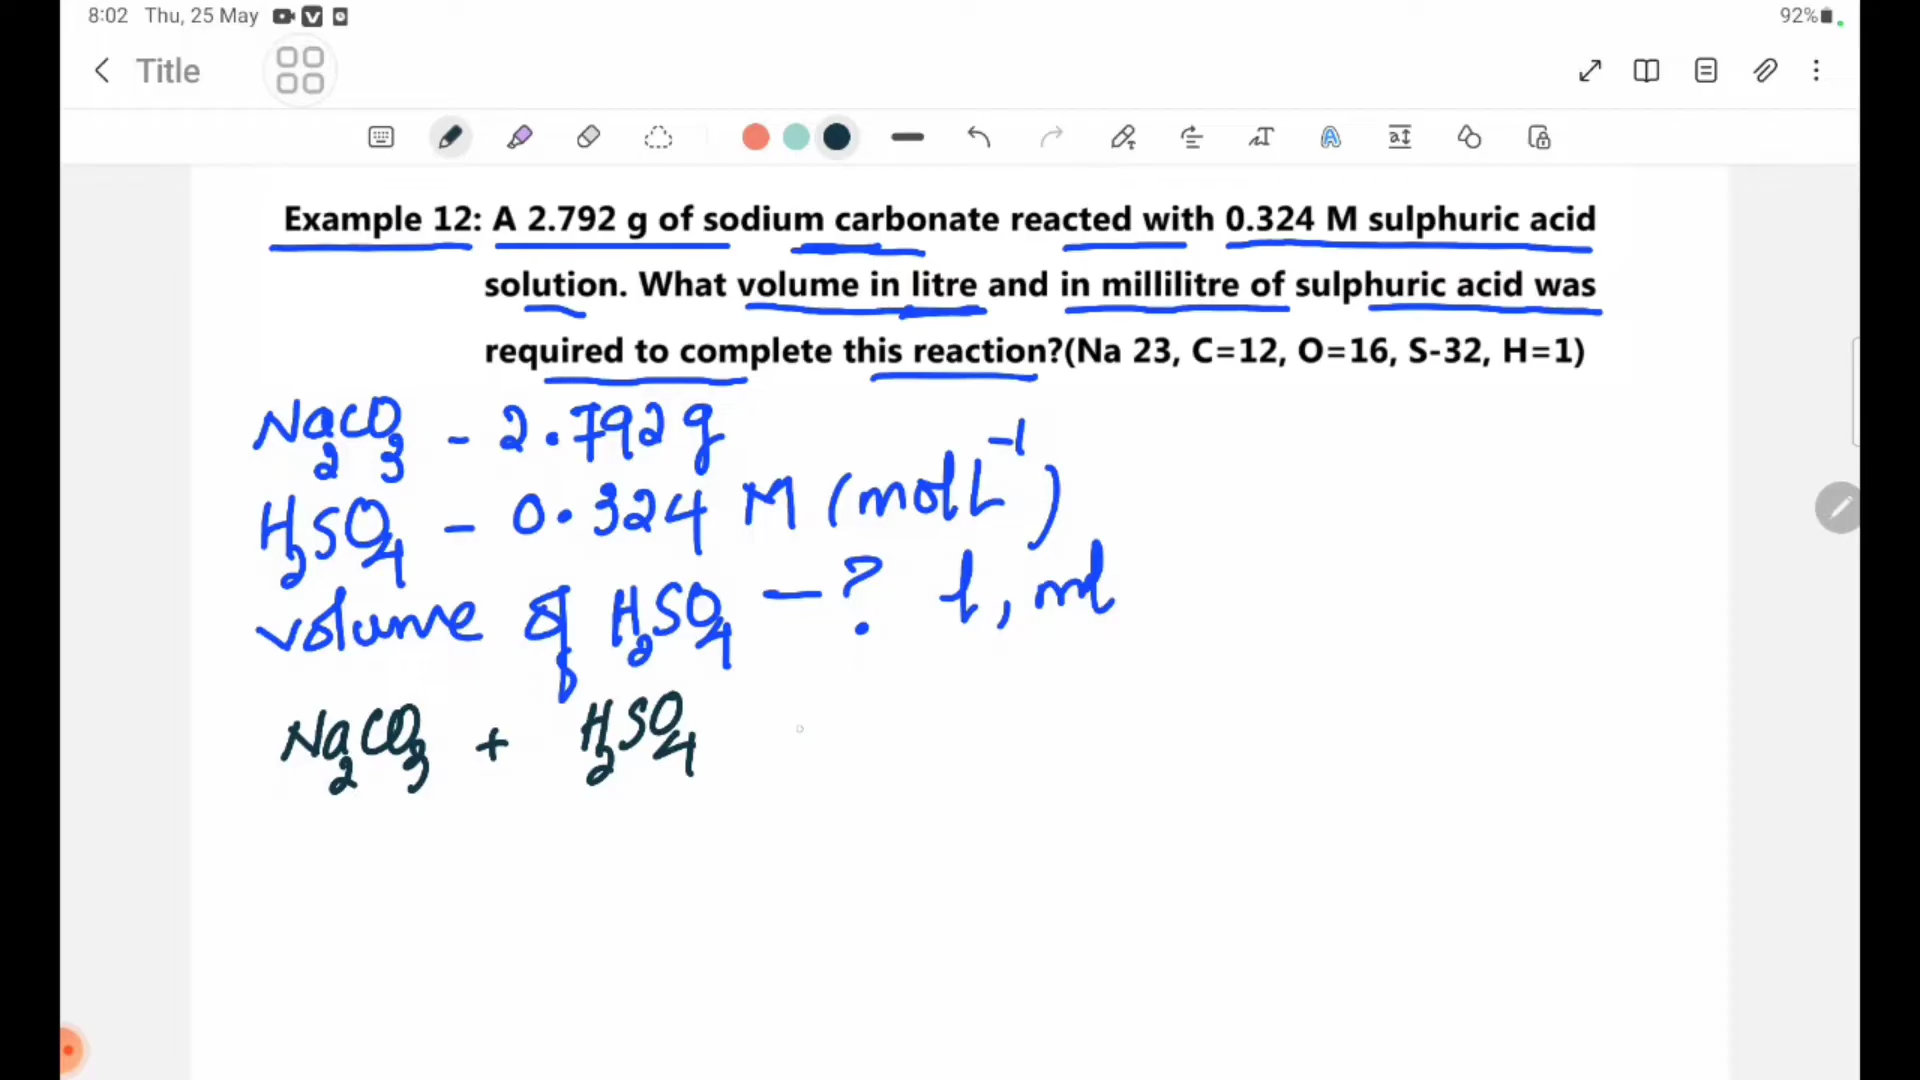 8:02 Thu, 25 May
92%
Title
Example 12: A 2.792 g of sodium carbonate reacted with 0.324 M sulphuric acid
solution. What volume in litre and in millilitre of sulphuric acid was
required to complete this reaction?(Na 23, C=12, O=16, S-32, H=1)
Na₂CO₃ - 2.792 g
H₂SO₄ - 0.324 M (mol L⁻¹)
volume of H₂SO₄ - ? l, ml
Na₂CO₃ + H₂SO₄